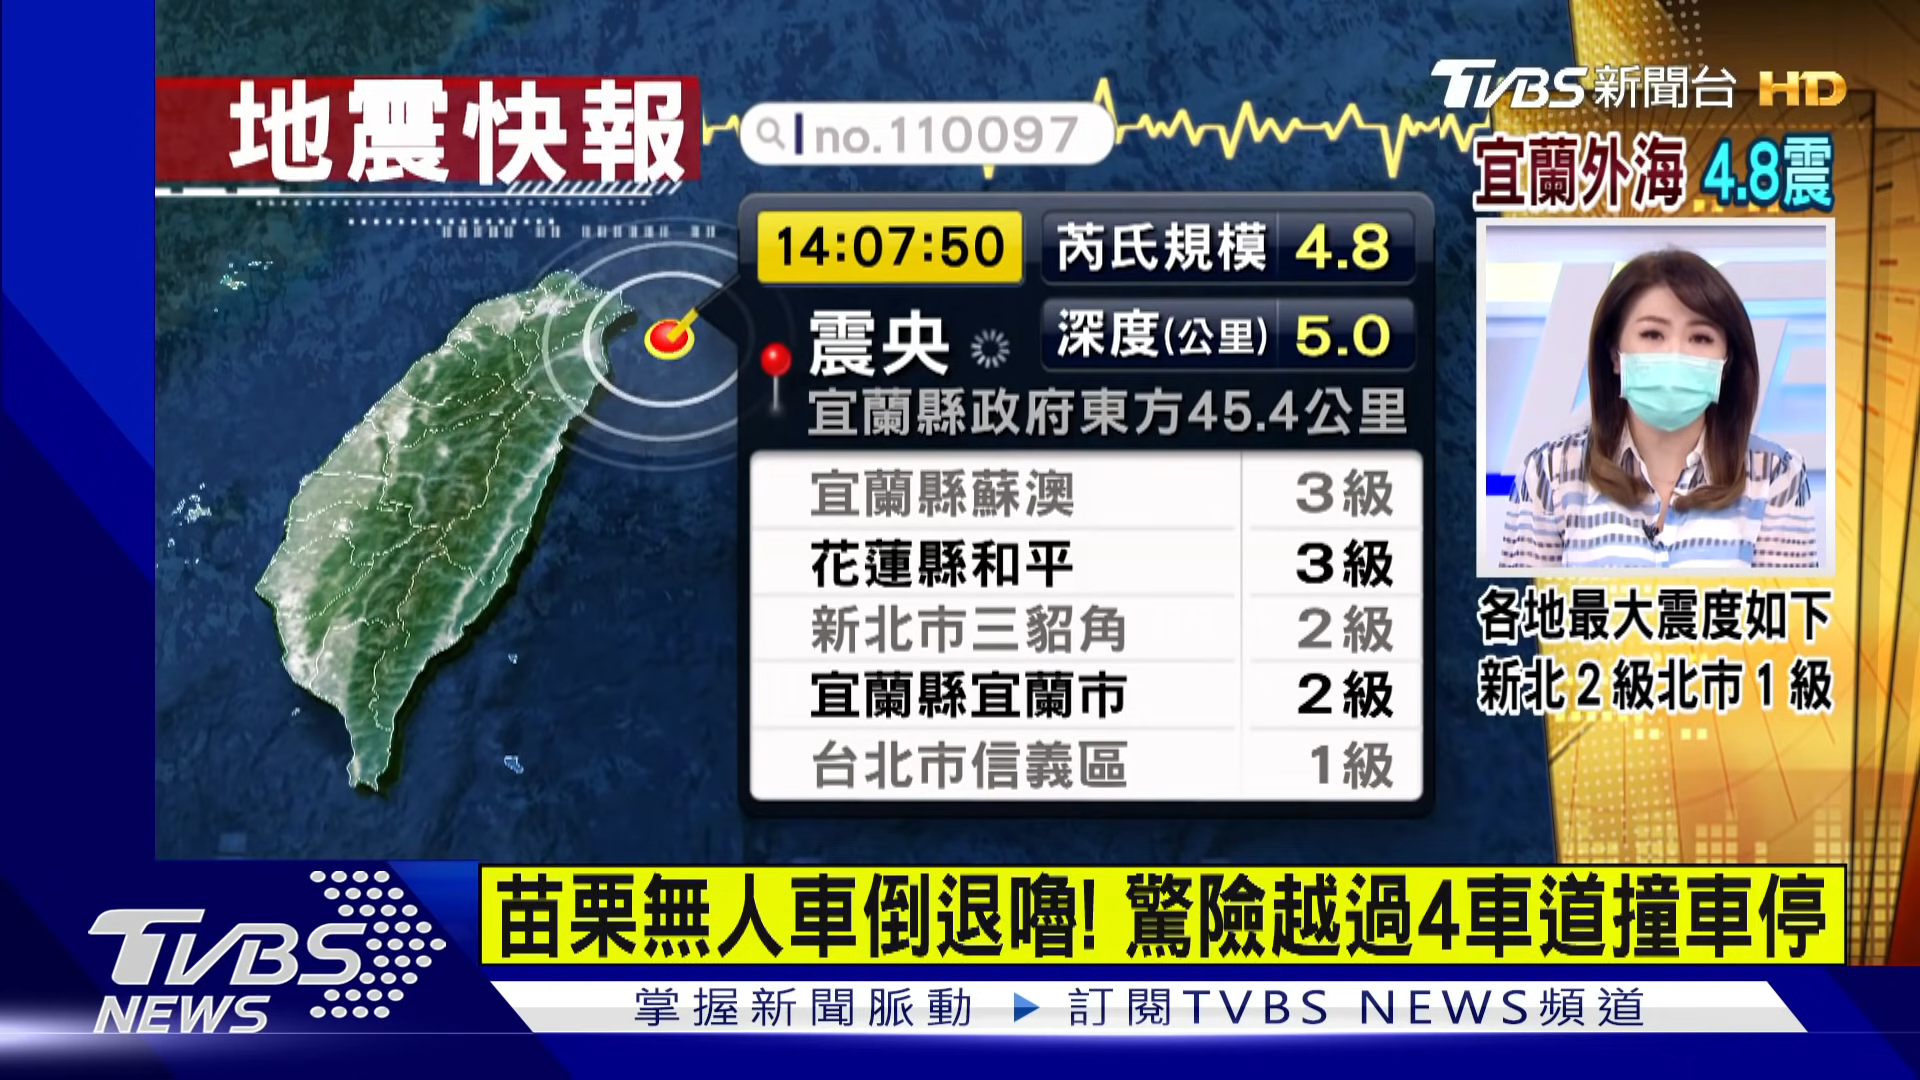 地震快報
no.110097
TVBS新聞台 HD
宜蘭外海 4.8震
14:07:50
芮氏規模 4.8
震央
深度(公里) 5.0
宜蘭縣政府東方45.4公里
宜蘭縣蘇澳 3級
花蓮縣和平 3級
新北市三貂角 2級
宜蘭縣宜蘭市 2級
台北市信義區 1級
各地最大震度如下
新北2級北市1級
苗栗無人車倒退嚕! 驚險越過4車道撞車停
TVBS
NEWS
掌握新聞脈動 ▶ 訂閱TVBS NEWS頻道